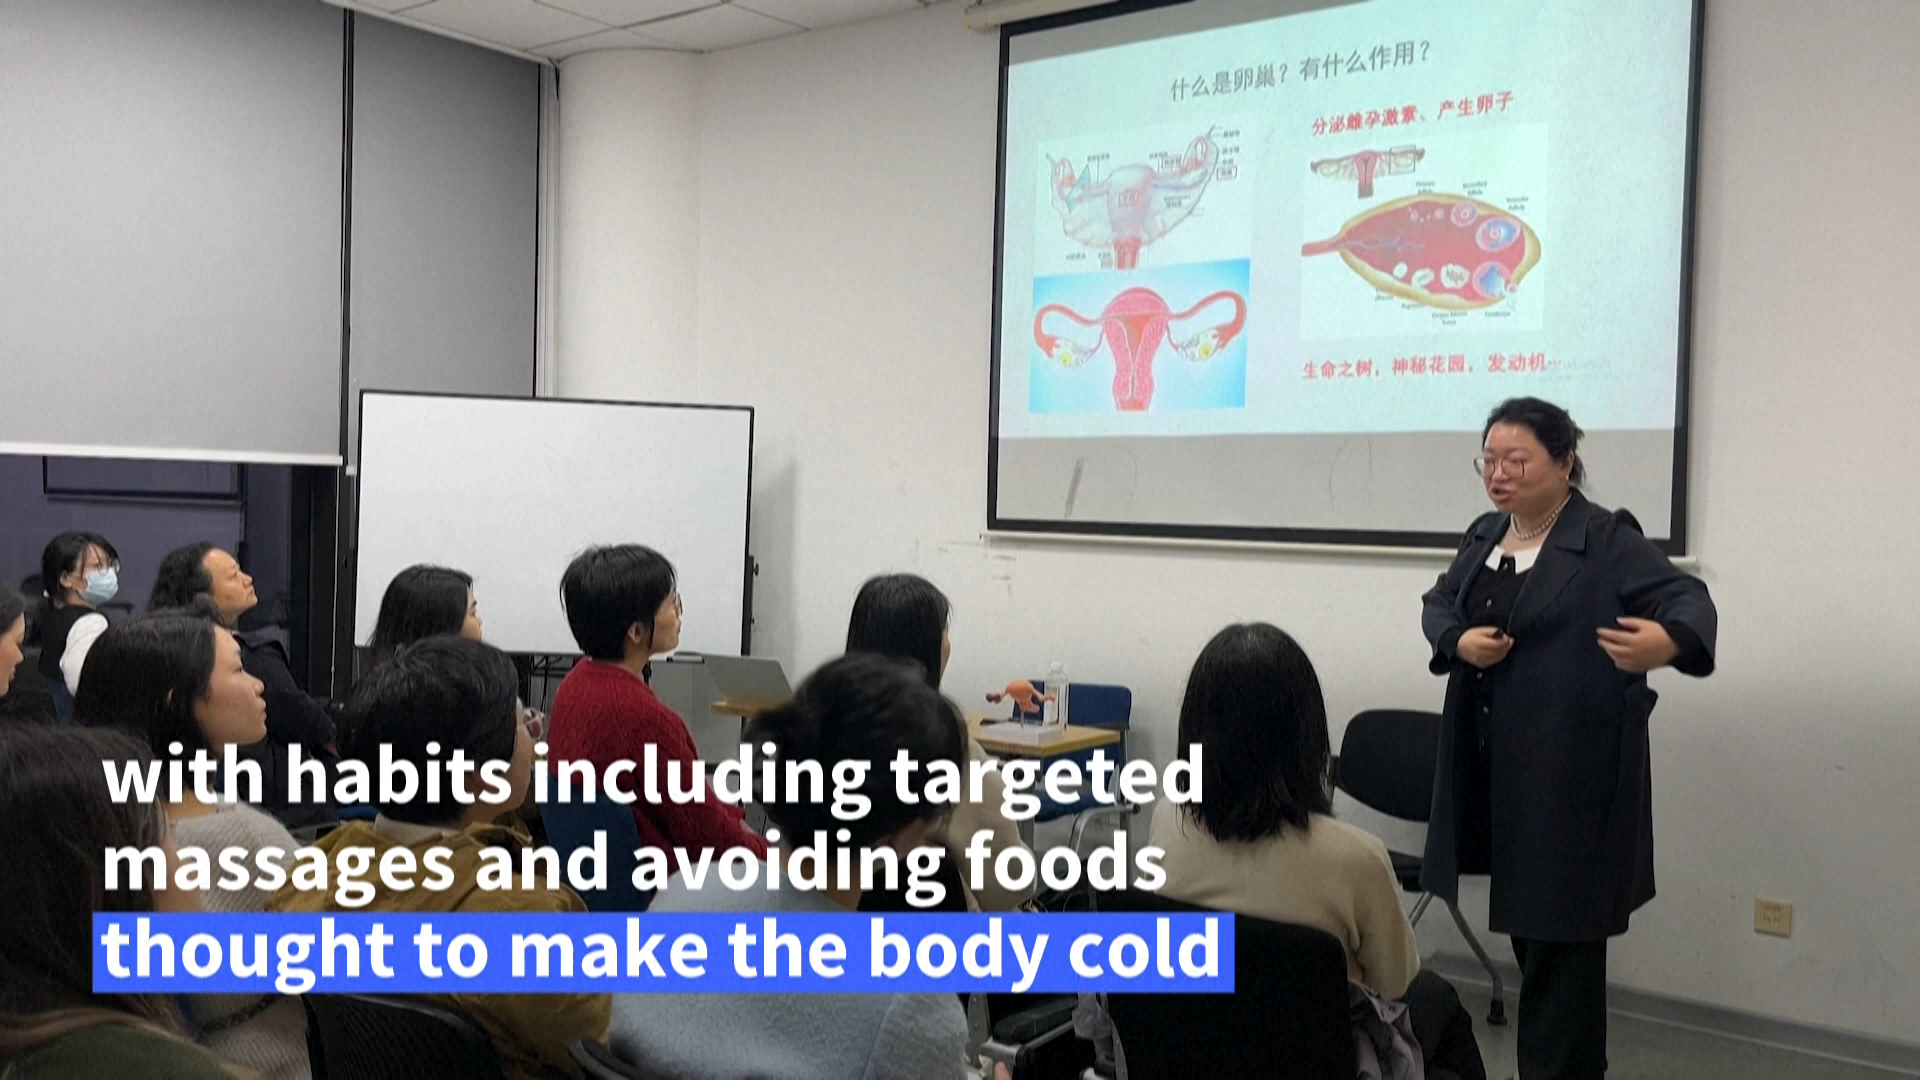 什么是卵巢？有什么作用？
分泌雌孕激素、产生卵子
生命之树，神秘花园，发动机…
with habits including targeted
massages and avoiding foods
thought to make the body cold